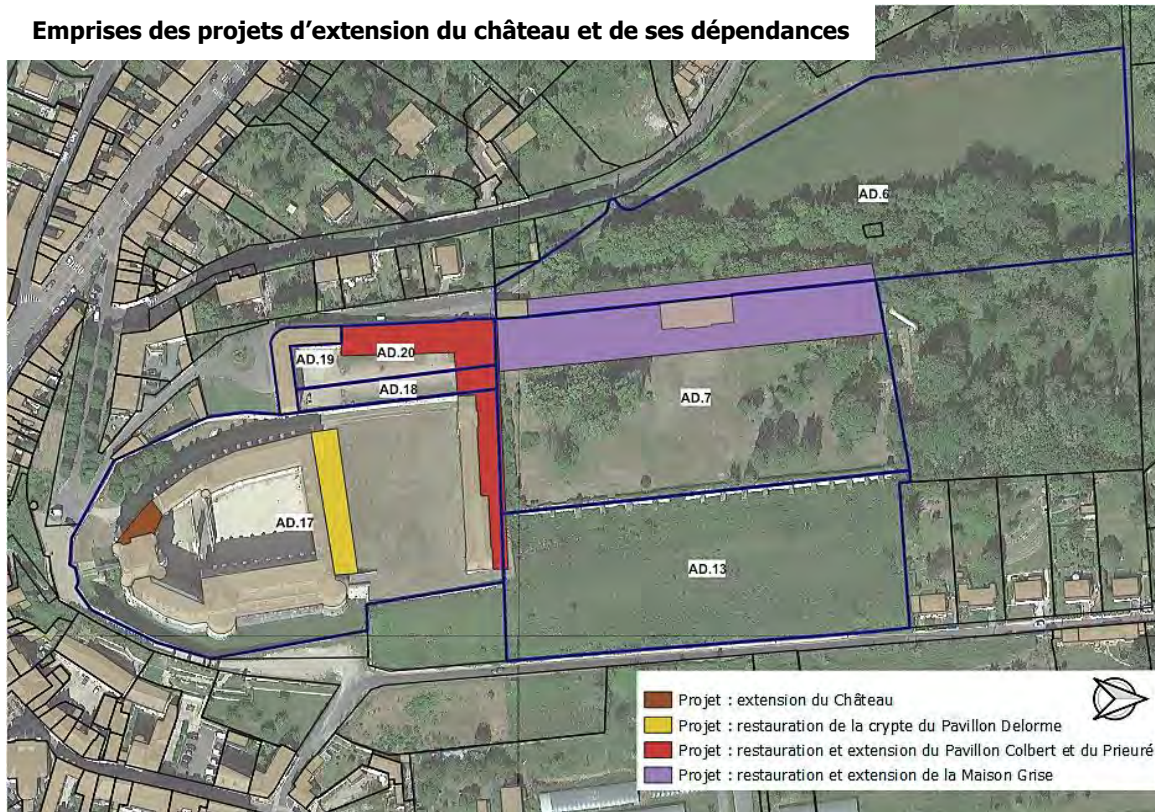 Emprises des projets d’extension du château et de ses dépendances
AD.6
AD.20
AD.19
AD.18
AD.7
AD.17
AD.13
Projet : extension du Château
Projet : restauration de la crypte du Pavillon Delorme
Projet : restauration et extension du Pavillon Colbert et du Prieuré
Projet : restauration et extension de la Maison Grise